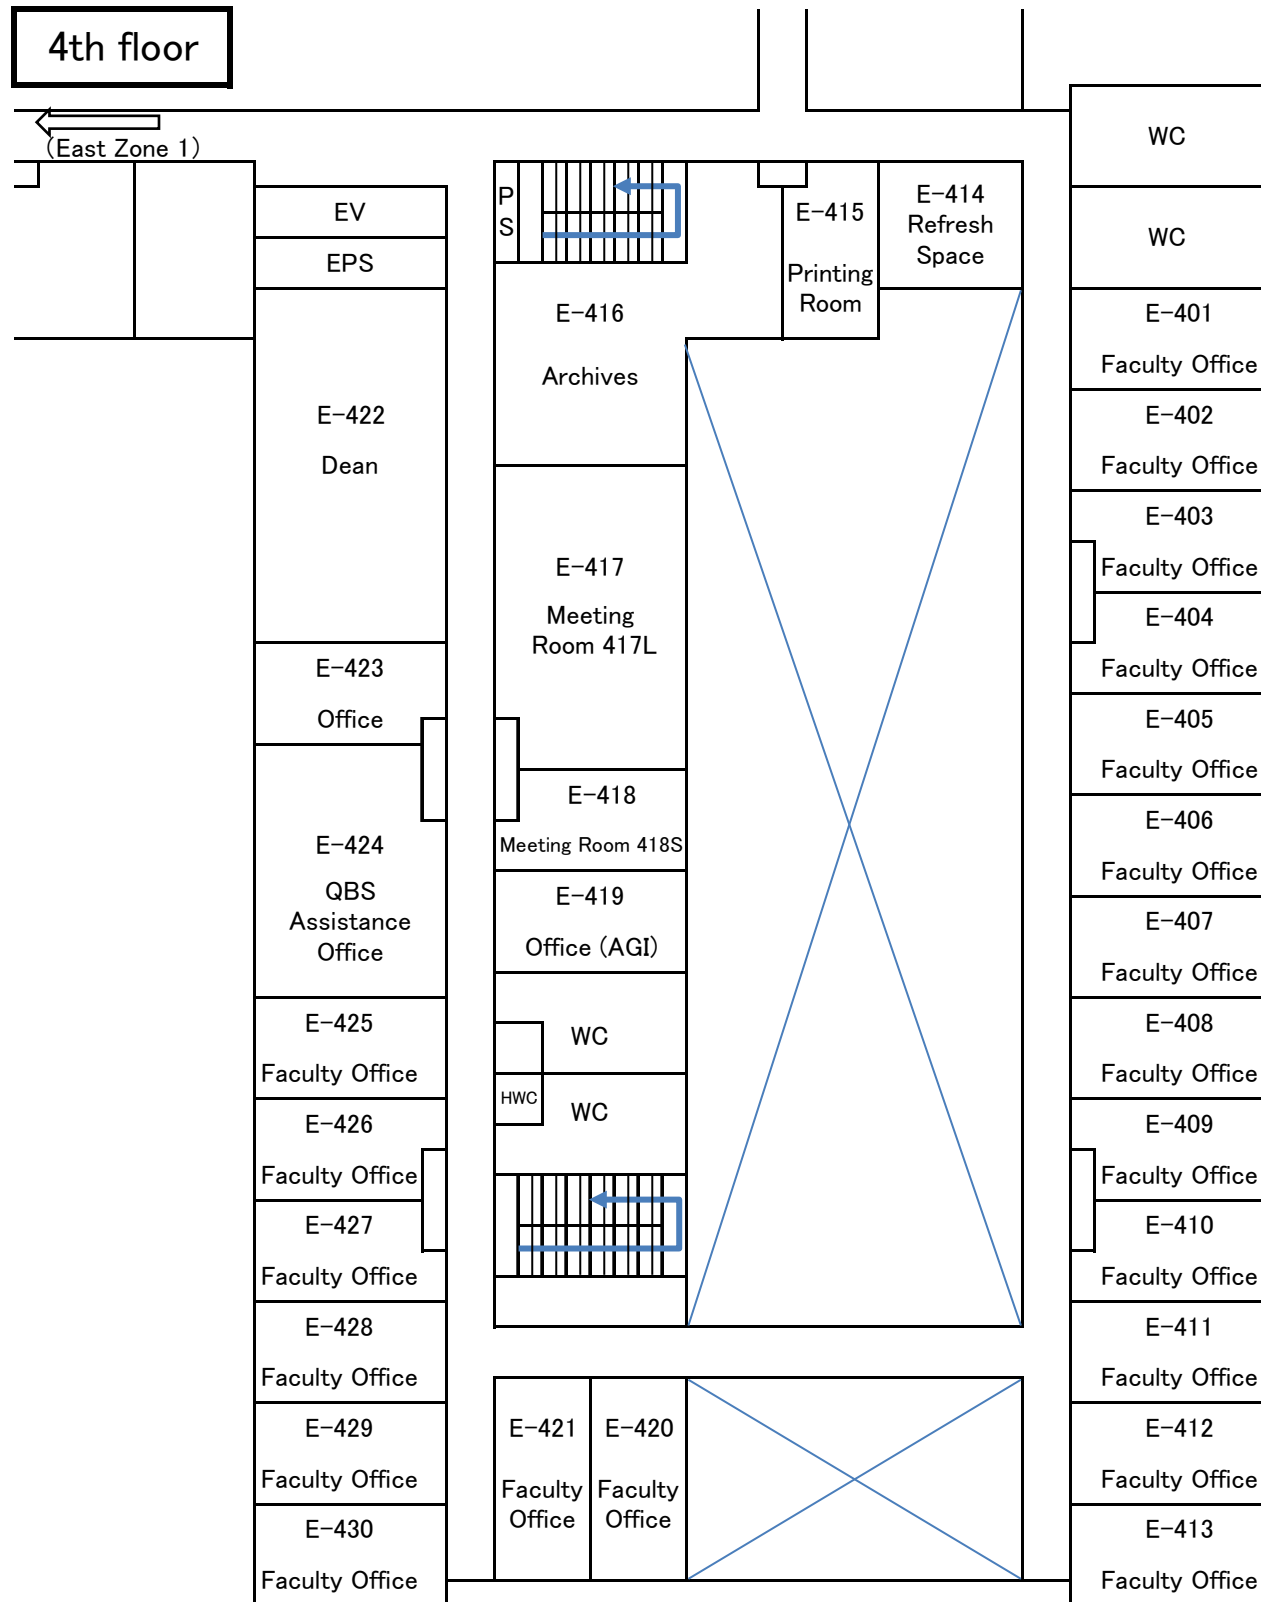 4th floor
(East Zone 1)
EV
EPS
E-422
Dean
E-423
Office
E-424
QBS
Assistance
Office
E-425
Faculty Office
E-426
Faculty Office
E-427
Faculty Office
E-428
Faculty Office
E-429
Faculty Office
E-430
Faculty Office
P
S
E-416
Archives
E-417
Meeting
Room 417L
E-418
Meeting Room 418S
E-419
Office (AGI)
WC
HWC
WC
E-421
Faculty
Office
E-420
Faculty
Office
E-415
Printing
Room
E-414
Refresh
Space
WC
WC
E-401
Faculty Office
E-402
Faculty Office
E-403
Faculty Office
E-404
Faculty Office
E-405
Faculty Office
E-406
Faculty Office
E-407
Faculty Office
E-408
Faculty Office
E-409
Faculty Office
E-410
Faculty Office
E-411
Faculty Office
E-412
Faculty Office
E-413
Faculty Office